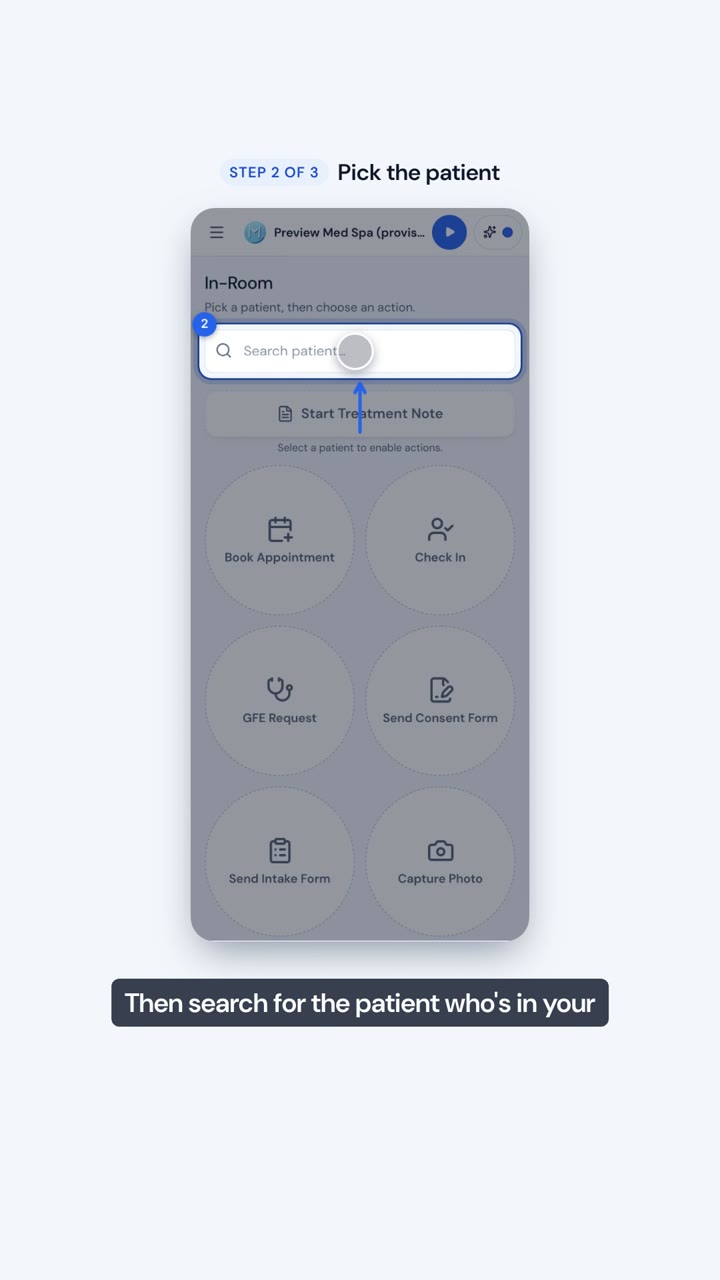 STEP 2 OF 3 Pick the patient
Preview Med Spa (provis...
In-Room
Pick a patient, then choose an action.
2
Search patient...
Start Treatment Note
Select a patient to enable actions.
Book Appointment
Check In
GFE Request
Send Consent Form
Send Intake Form
Capture Photo
Then search for the patient who's in your